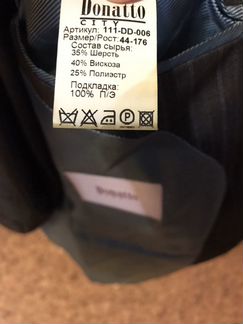 Donatto
CITY
Артикул: 111-DD-006
Размер/Рост: 44-176
Состав сырья:
35% Шерсть
40% Вискоза
25% Полиэстр
Подкладка:
100% П/Э
Donatto